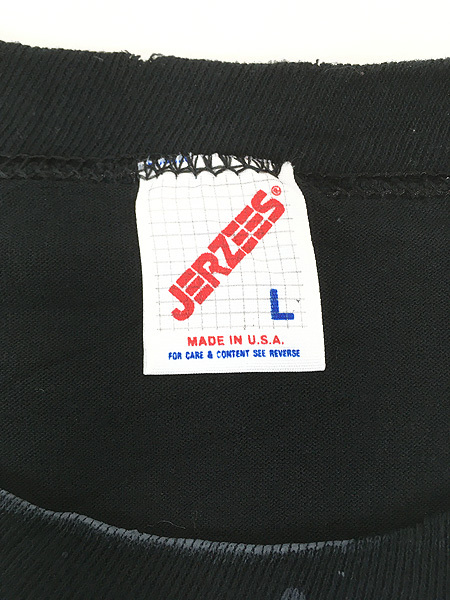 JERZEES®
L
MADE IN U.S.A.
FOR CARE & CONTENT SEE REVERSE